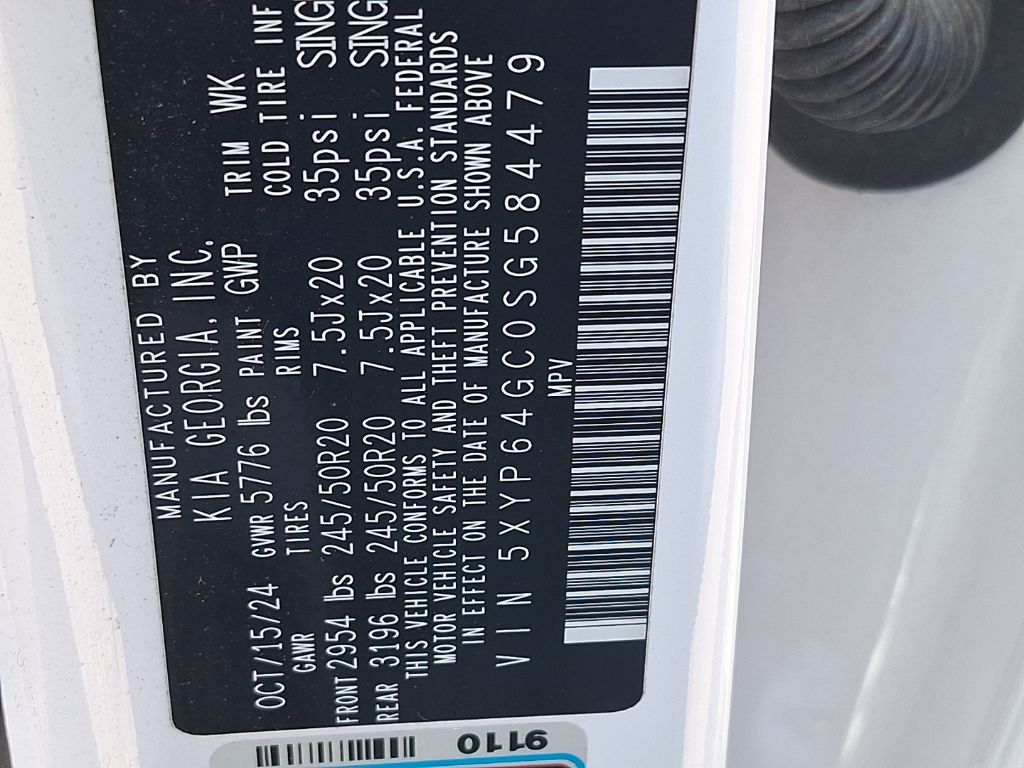 MANUFACTURED BY
KIA GEORGIA, INC.
OCT/15/24 GVWR 5776 lbs PAINT GWP TRIM WK
GAWR TIRES RIMS COLD TIRE INF
FRONT 2954 lbs 245/50R20 7.5Jx20 35psi SING
REAR 3196 lbs 245/50R20 7.5Jx20 35psi SING
THIS VEHICLE CONFORMS TO ALL APPLICABLE U.S.A. FEDERAL
MOTOR VEHICLE SAFETY AND THEFT PREVENTION STANDARDS
IN EFFECT ON THE DATE OF MANUFACTURE SHOWN ABOVE
VIN 5XYP64GC0SG584479
MPV
9110